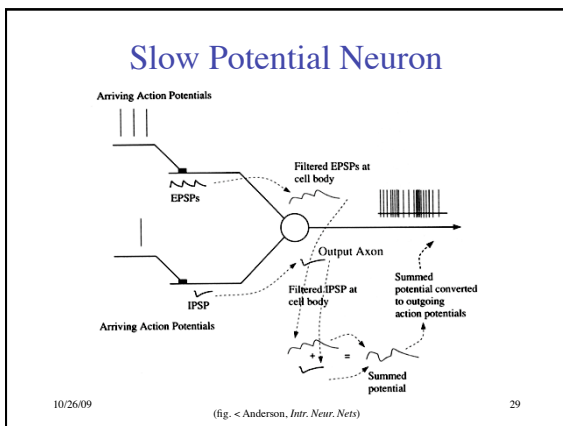 Slow Potential Neuron
Arriving Action Potentials
EPSPs
Filtered EPSPs at
cell body
Output Axon
IPSP
Filtered IPSP at
cell body
Arriving Action Potentials
Summed
potential converted
to outgoing
action potentials
+
=
Summed
potential
10/26/09
(fig. < Anderson, Intr. Neur. Nets)
29